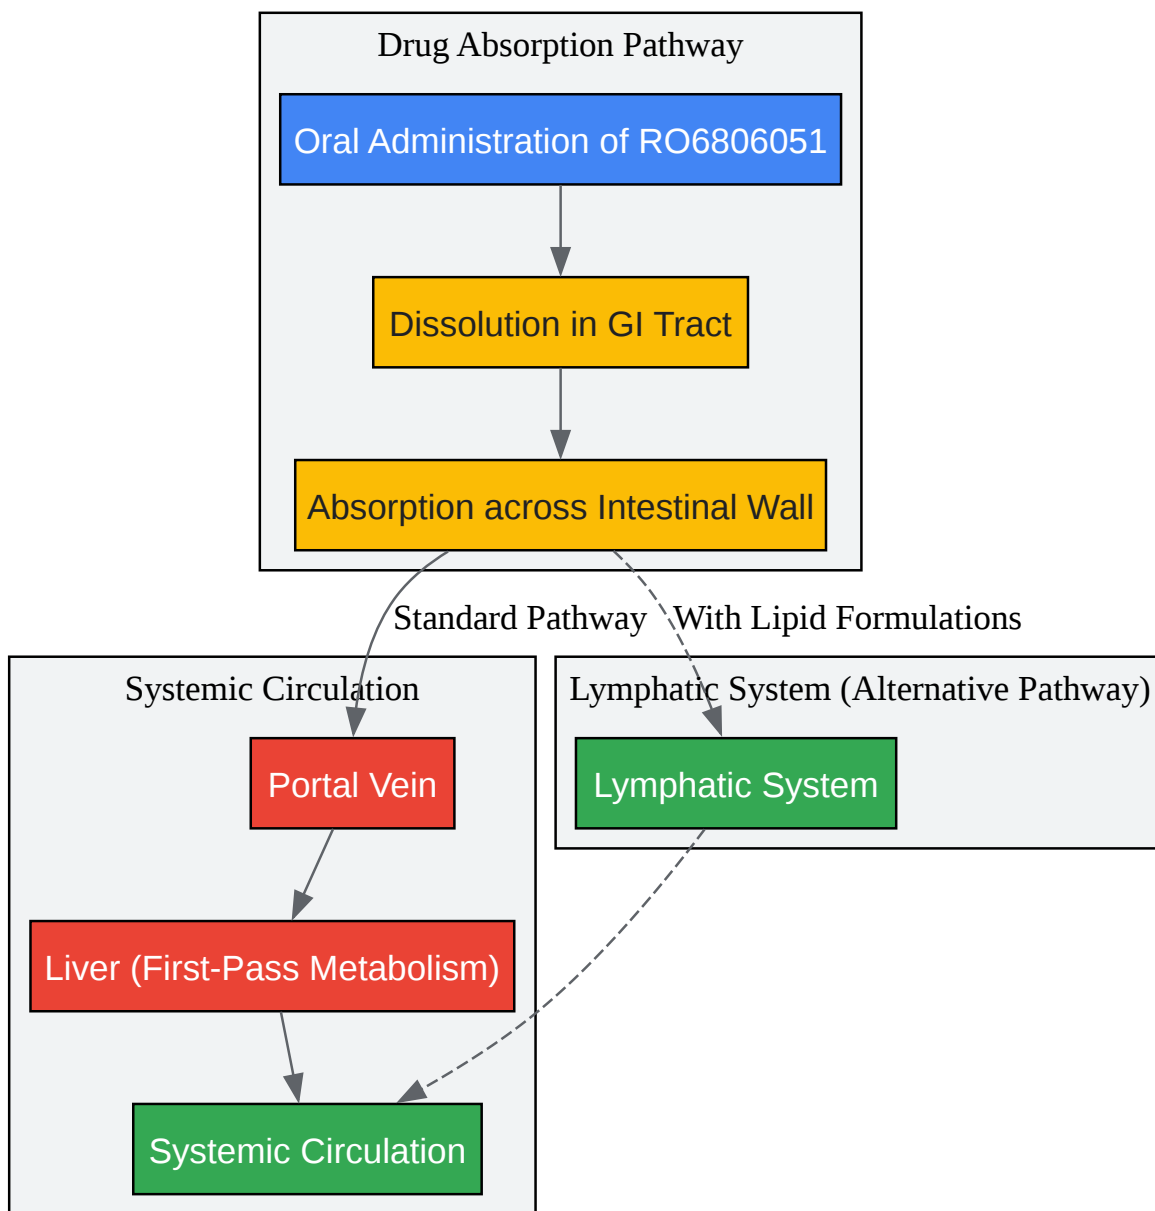 Drug Absorption Pathway
Oral Administration of RO6806051
Dissolution in GI Tract
Absorption across Intestinal Wall
Standard Pathway
With Lipid Formulations
Systemic Circulation
Lymphatic System (Alternative Pathway)
Portal Vein
Lymphatic System
Liver (First-Pass Metabolism)
Systemic Circulation